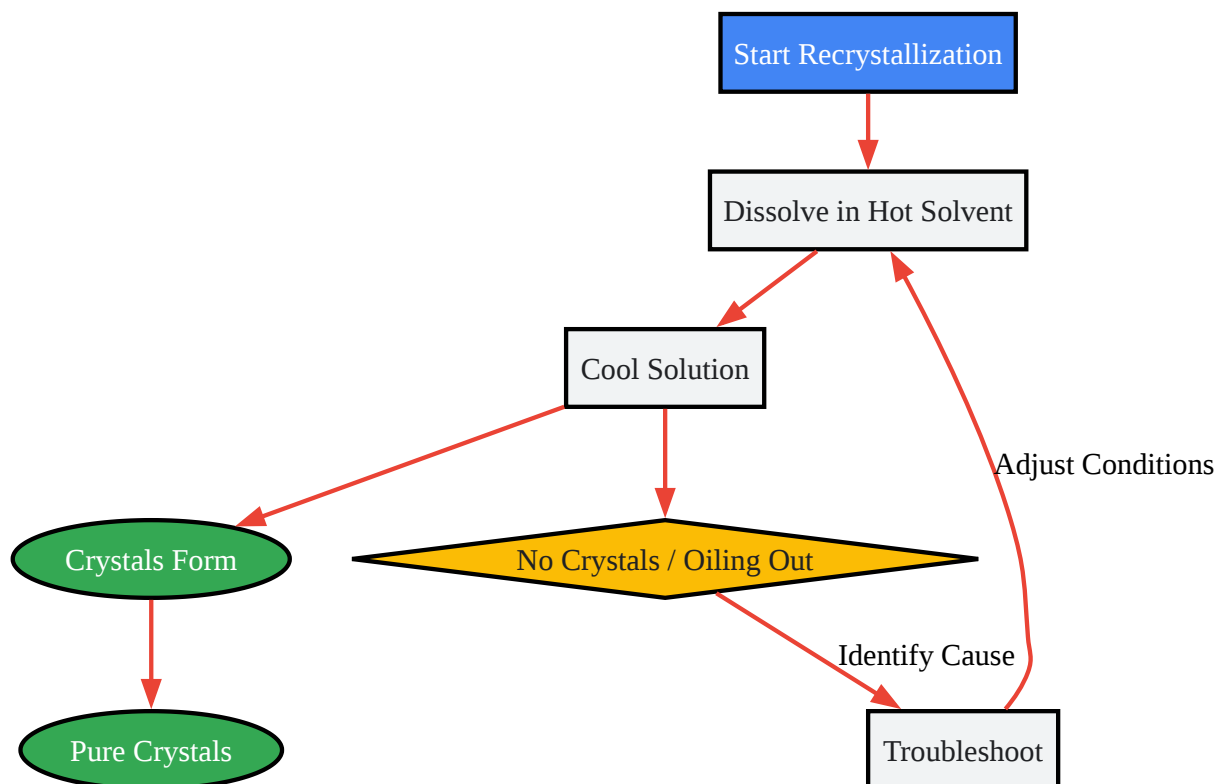 Start Recrystallization
Dissolve in Hot Solvent
Cool Solution
Adjust Conditions
Crystals Form
No Crystals / Oiling Out
Identify Cause
Pure Crystals
Troubleshoot